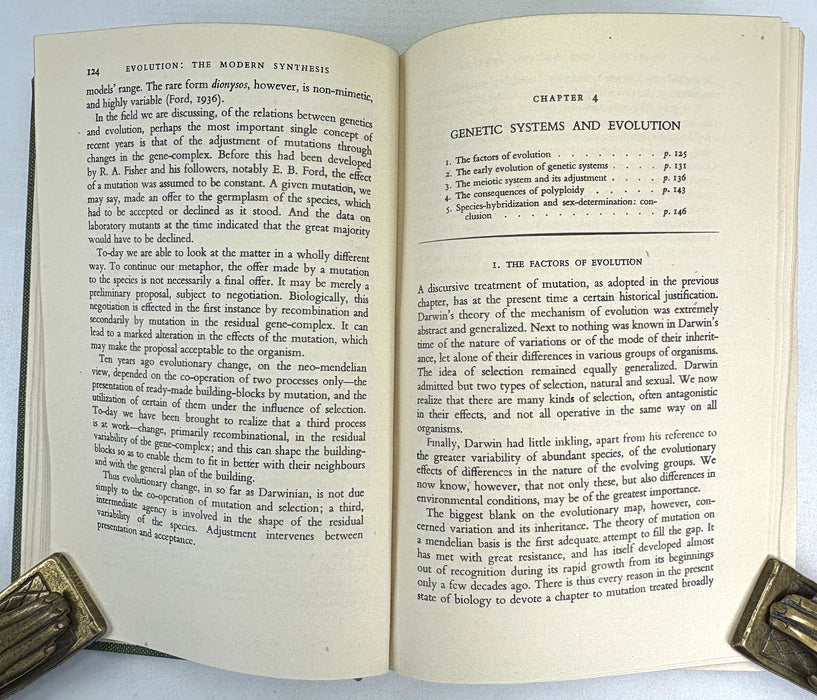 124 EVOLUTION: THE MODERN SYNTHESIS
models' range. The rare form dionysos, however, is non-mimetic,
and highly variable (Ford, 1936).
In the field we are discussing, of the relations between genetics
and evolution, perhaps the most important single concept of
recent years is that of the adjustment of mutations through
changes in the gene-complex. Before this had been developed
by R. A. Fisher and his followers, notably E. B. Ford, the effect
of a mutation was assumed to be constant. A given mutation, we
may say, made an offer to the germplasm of the species, which
had to be accepted or declined as it stood. And the data on
laboratory mutants at the time indicated that the great majority
would have to be declined.
To-day we are able to look at the matter in a wholly different
way. To continue our metaphor, the offer made by a mutation
to the species is not necessarily a final offer. It may be merely a
preliminary proposal, subject to negotiation. Biologically, this
negotiation is effected in the first instance by recombination and
secondarily by mutation in the residual gene-complex. It can
lead to a marked alteration in the effects of the mutation, which
may make the proposal acceptable to the organism.
Ten years ago evolutionary change, on the neo-mendelian
view, depended on the co-operation of two processes only—the
presentation of ready-made building-blocks by mutation, and the
utilization of certain of them under the influence of selection.
To-day we have been brought to realize that a third process
is at work—change, primarily recombinational, in the residual
variability of the gene-complex; and this can shape the building-
blocks so as to enable them to fit in better with their neighbours
and with the general plan of the building.
Thus evolutionary change, in so far as Darwinian, is not due
simply to the co-operation of mutation and selection; a third,
intermediate agency is involved in the shape of the residual
variability of the species. Adjustment intervenes between
presentation and acceptance.
CHAPTER 4
GENETIC SYSTEMS AND EVOLUTION
1. The factors of evolution . . . . . . . . . p. 125
2. The early evolution of genetic systems . . . . p. 131
3. The meiotic system and its adjustment . . . . p. 136
4. The consequences of polyploidy . . . . . p. 143
5. Species-hybridization and sex-determination: con-
clusion . . . . . . . . . . . . p. 146
1. THE FACTORS OF EVOLUTION
A discursive treatment of mutation, as adopted in the previous
chapter, has at the present time a certain historical justification.
Darwin's theory of the mechanism of evolution was extremely
abstract and generalized. Next to nothing was known in Darwin's
time of the nature of variations or of the mode of their inherit-
ance, let alone of their differences in various groups of organisms.
The idea of selection remained equally generalized. Darwin
admitted but two types of selection, natural and sexual. We now
realize that there are many kinds of selection, often antagonistic
in their effects, and not all operative in the same way on all
organisms.
Finally, Darwin had little inkling, apart from his reference to
the greater variability of abundant species, of the evolutionary
effects of differences in the nature of the evolving groups. We
now know, however, that not only these, but also differences in
environmental conditions, may be of the greatest importance.
The biggest blank on the evolutionary map, however, con-
cerned variation and its inheritance. The theory of mutation on
a mendelian basis is the first adequate attempt to fill the gap. It
has met with great resistance, and has itself developed almost
out of recognition during its rapid growth from its beginnings
only a few decades ago. There is thus every reason in the present
state of biology to devote a chapter to mutation treated broadly